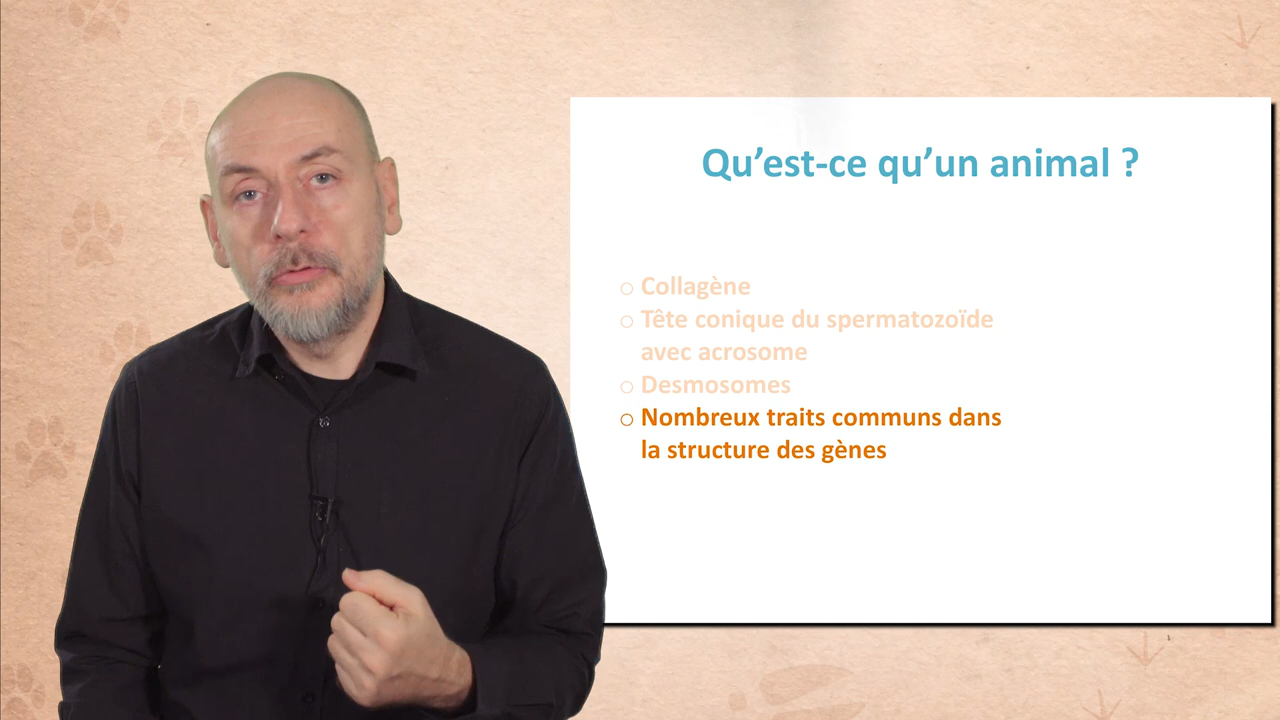 Qu’est-ce qu’un animal ?
o Collagène
o Tête conique du spermatozoïde
avec acrosome
o Desmosomes
o Nombreux traits communs dans
la structure des gènes